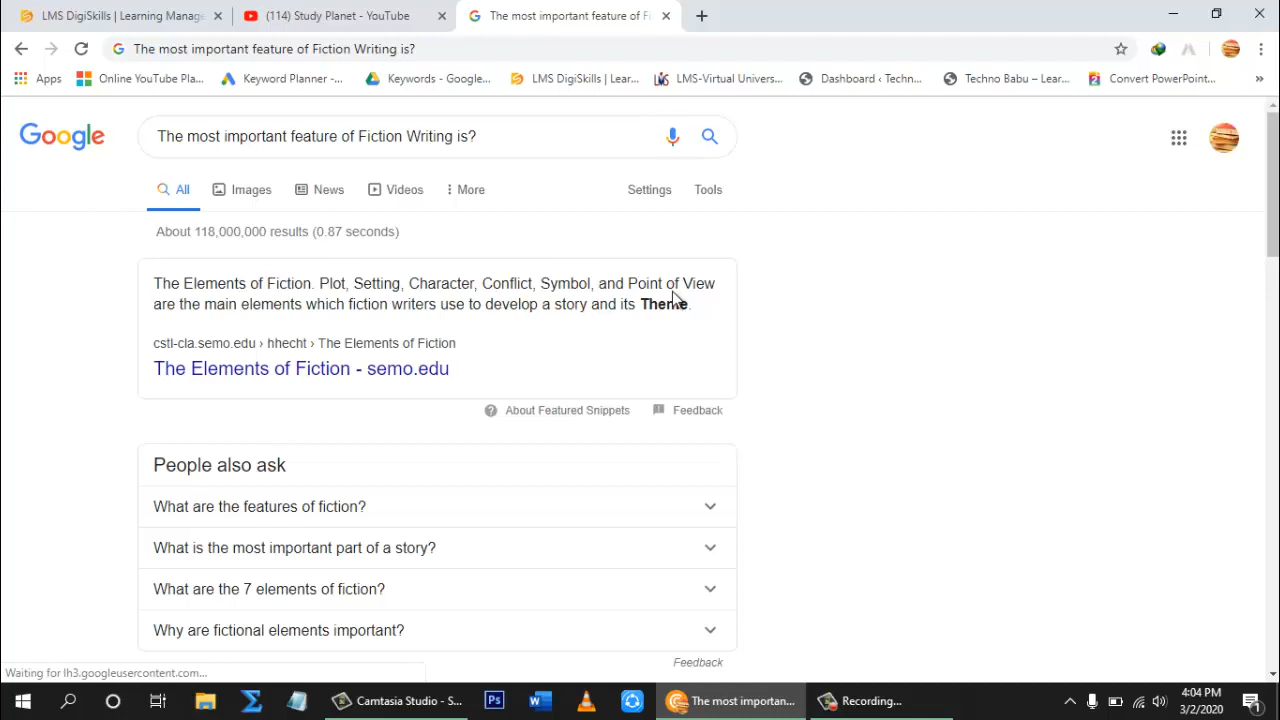 LMS DigiSkills | Learning Manage
(114) Study Planet - YouTube
The most important feature of F
The most important feature of Fiction Writing is?
Apps
Online YouTube Pla...
Keyword Planner -...
Keywords - Google...
LMS DigiSkills | Lear...
LMS-Virtual Univers...
Dashboard ‹ Techn...
Techno Babu – Lear...
Convert PowerPoint...
»
Google
The most important feature of Fiction Writing is?
All
Images
News
Videos
More
Settings
Tools
About 118,000,000 results (0.87 seconds)
The Elements of Fiction. Plot, Setting, Character, Conflict, Symbol, and Point of View
are the main elements which fiction writers use to develop a story and its Theme.
cstl-cla.semo.edu › hhecht › The Elements of Fiction
The Elements of Fiction - semo.edu
About Featured Snippets
Feedback
People also ask
What are the features of fiction?
What is the most important part of a story?
What are the 7 elements of fiction?
Why are fictional elements important?
Feedback
Waiting for lh3.googleusercontent.com...
Camtasia Studio - S...
The most importan...
Recording...
4:04 PM
3/2/2020